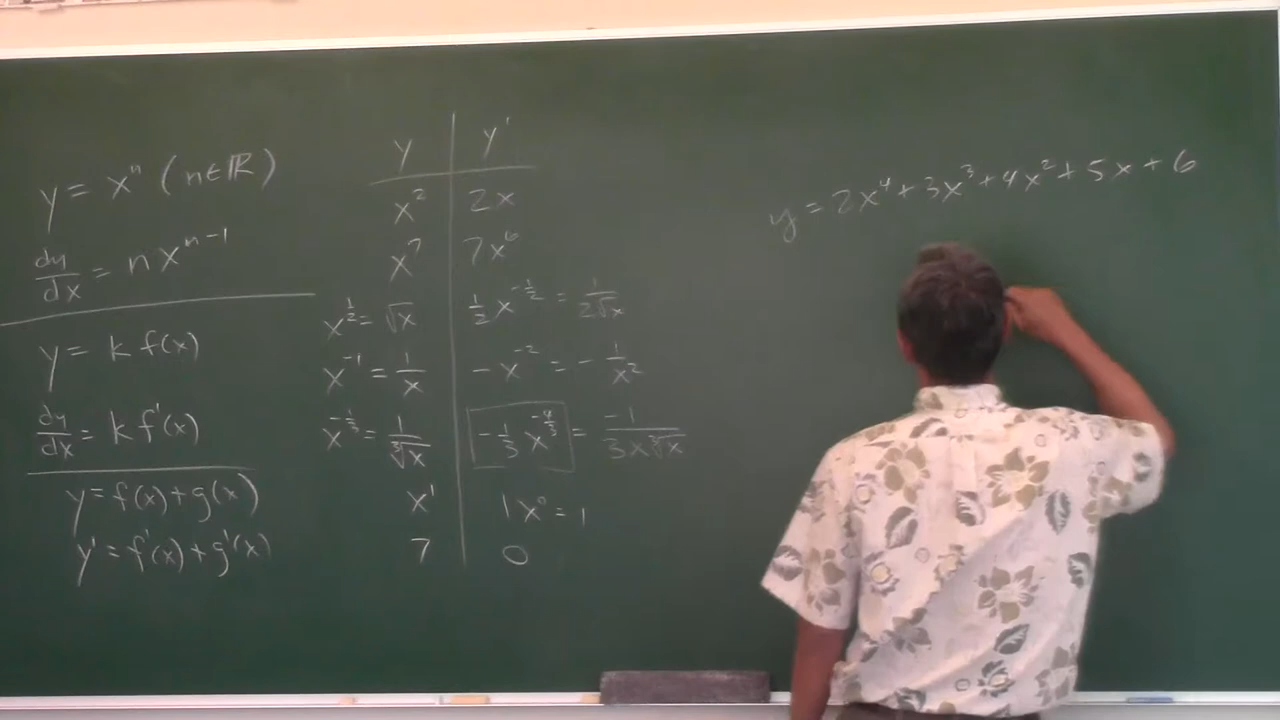 y = xⁿ (n∈ℝ)
dy/dx = n xⁿ⁻¹
y = k f(x)
dy/dx = k f'(x)
y = f(x) + g(x)
y' = f'(x) + g'(x)
y | y'
x² | 2x
x⁷ | 7x⁶
x^(1/2) = √x | 1/2 x^(-1/2) = 1/(2√x)
x⁻¹ = 1/x | -x⁻² = -1/x²
x^(-1/3) = 1/∛x | -1/3 x^(-4/3) = -1/(3x∛x)
x¹ | 1x⁰ = 1
7 | 0
y = 2x⁴ + 3x³ + 4x² + 5x + 6